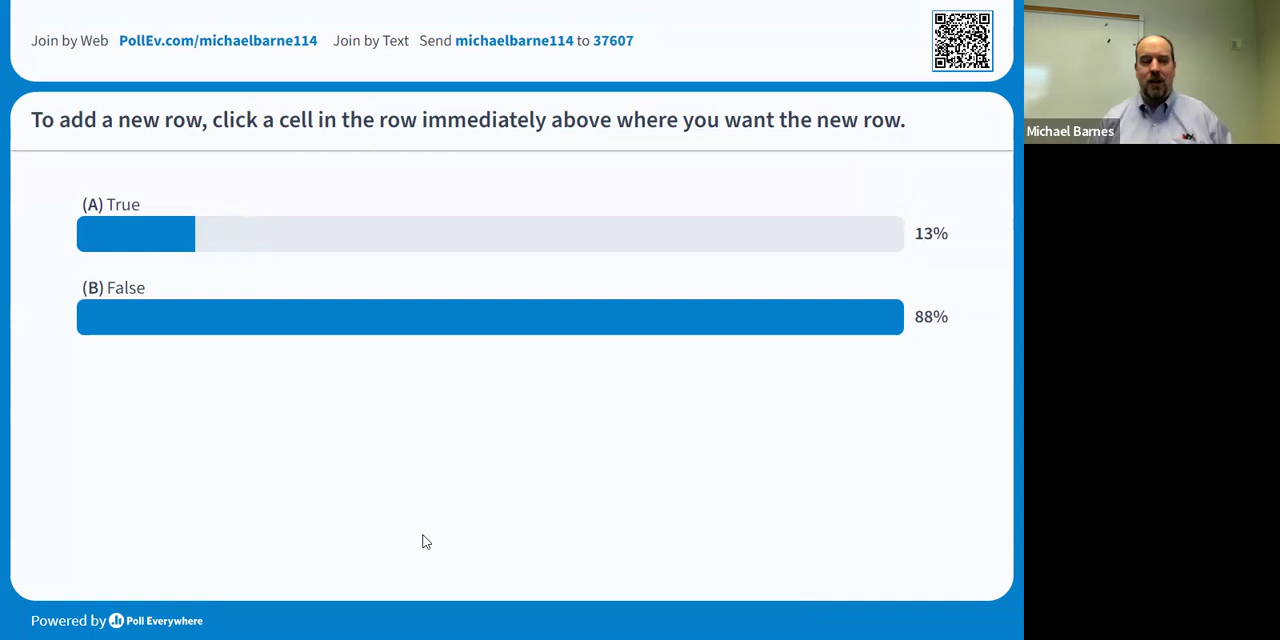 Join by Web PollEv.com/michaelbarne114 Join by Text Send michaelbarne114 to 37607
To add a new row, click a cell in the row immediately above where you want the new row.
(A) True
13%
(B) False
88%
Powered by Poll Everywhere
Michael Barnes